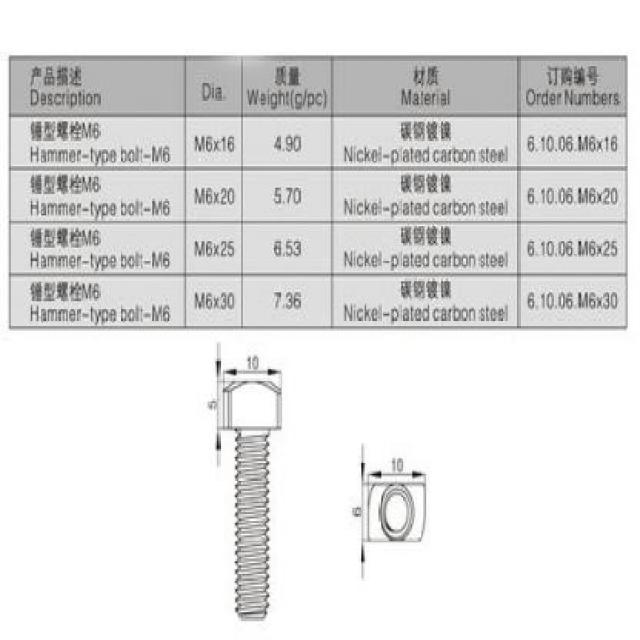 产品描述 Description
Dia.
质量 Weight(g/pc)
材质 Material
订购编号 Order Numbers
锤型螺栓M6
Hammer-type bolt-M6
M6x16
4.90
碳钢镀镍
Nickel-plated carbon steel
6.10.06.M6x16
锤型螺栓M6
Hammer-type bolt-M6
M6x20
5.70
碳钢镀镍
Nickel-plated carbon steel
6.10.06.M6x20
锤型螺栓M6
Hammer-type bolt-M6
M6x25
6.53
碳钢镀镍
Nickel-plated carbon steel
6.10.06.M6x25
锤型螺栓M6
Hammer-type bolt-M6
M6x30
7.36
碳钢镀镍
Nickel-plated carbon steel
6.10.06.M6x30
10
5
10
6